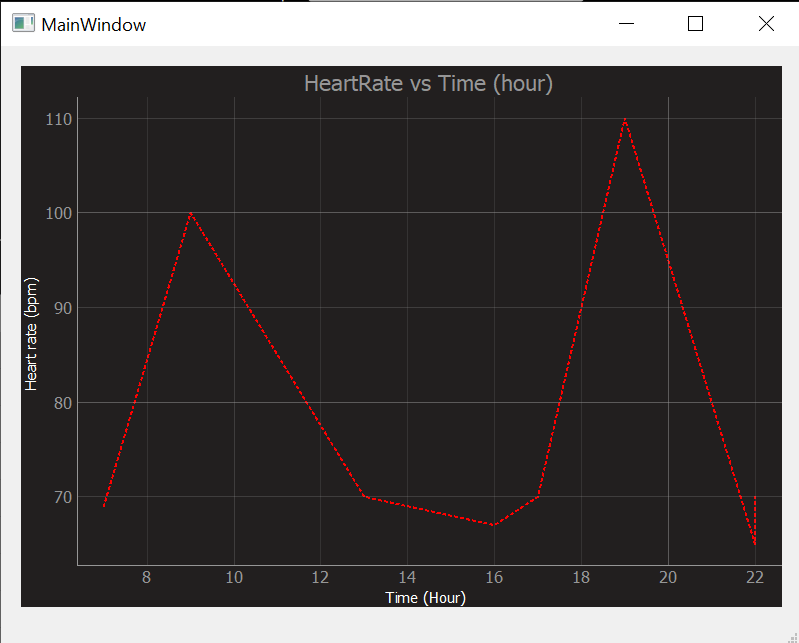 MainWindow
HeartRate vs Time (hour)
110
100
90
80
70
Heart rate (bpm)
8 10 12 14 16 18 20 22
Time (Hour)